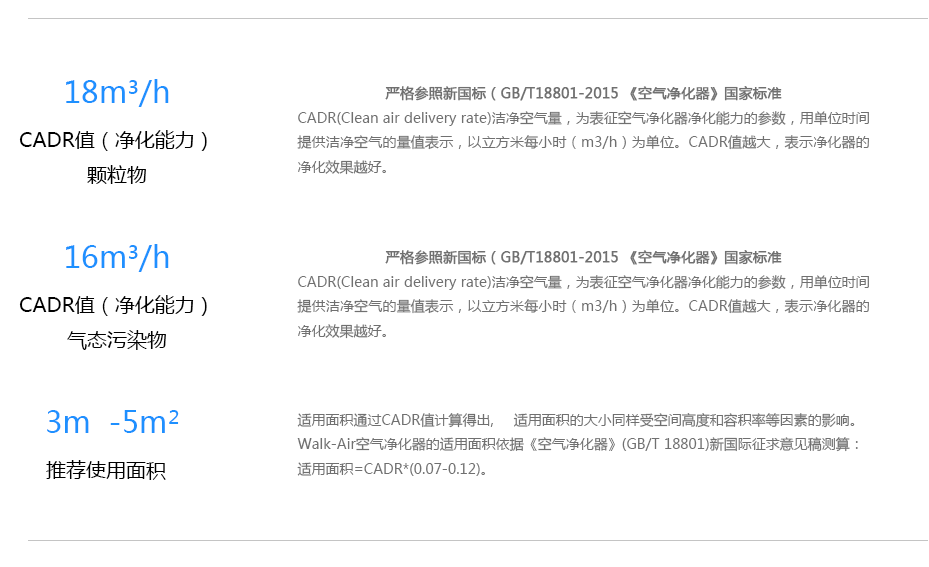 18m³/h
CADR值（净化能力）
颗粒物
严格参照新国标（GB/T18801-2015 《空气净化器》国家标准
CADR(Clean air delivery rate)洁净空气量，为表征空气净化器净化能力的参数，用单位时间
提供洁净空气的量值表示，以立方米每小时（m3/h）为单位。CADR值越大，表示净化器的
净化效果越好。
16m³/h
CADR值（净化能力）
气态污染物
严格参照新国标（GB/T18801-2015 《空气净化器》国家标准
CADR(Clean air delivery rate)洁净空气量，为表征空气净化器净化能力的参数，用单位时间
提供洁净空气的量值表示，以立方米每小时（m3/h）为单位。CADR值越大，表示净化器的
净化效果越好。
3m -5m²
推荐使用面积
适用面积通过CADR值计算得出, 适用面积的大小同样受空间高度和容积率等因素的影响。
Walk-Air空气净化器的适用面积依据《空气净化器》(GB/T 18801)新国际征求意见稿测算：
适用面积=CADR*(0.07-0.12)。